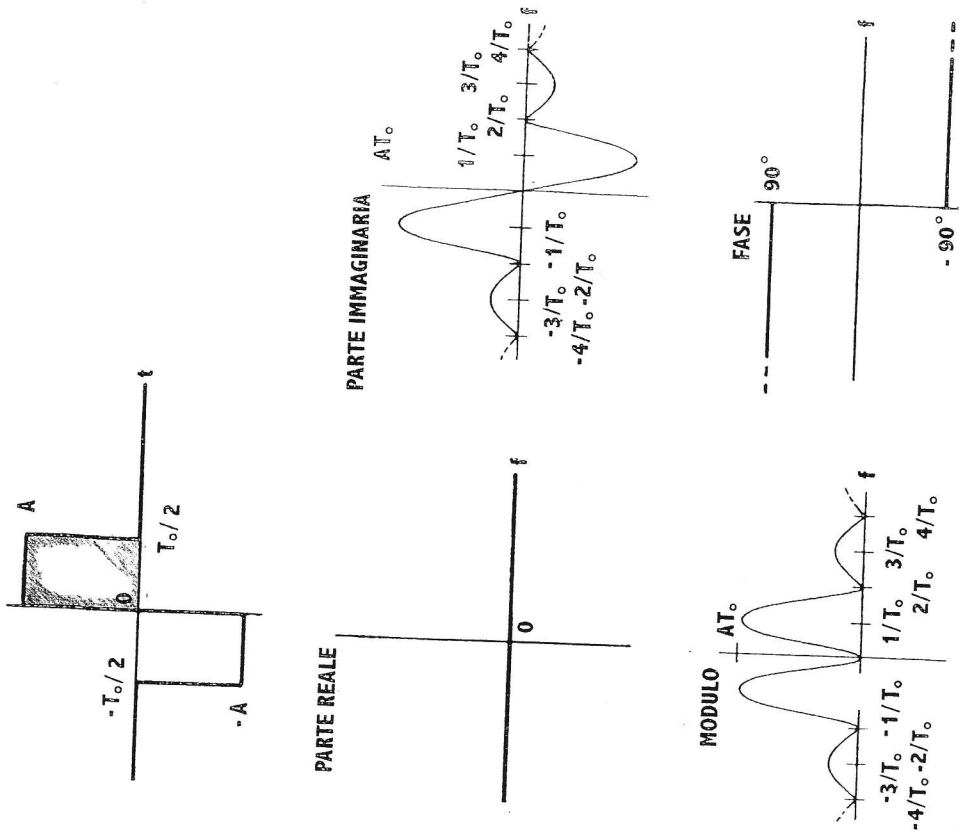 A
- T₀/2
0
T₀/2
t
- A
PARTE REALE
0
f
PARTE IMMAGINARIA
AT₀
-3/T₀ -1/T₀
-4/T₀ -2/T₀
1/T₀ 3/T₀
2/T₀ 4/T₀
f
MODULO
AT₀
-3/T₀ -1/T₀
-4/T₀ -2/T₀
1/T₀ 3/T₀
2/T₀ 4/T₀
f
FASE
90°
f
- 90°